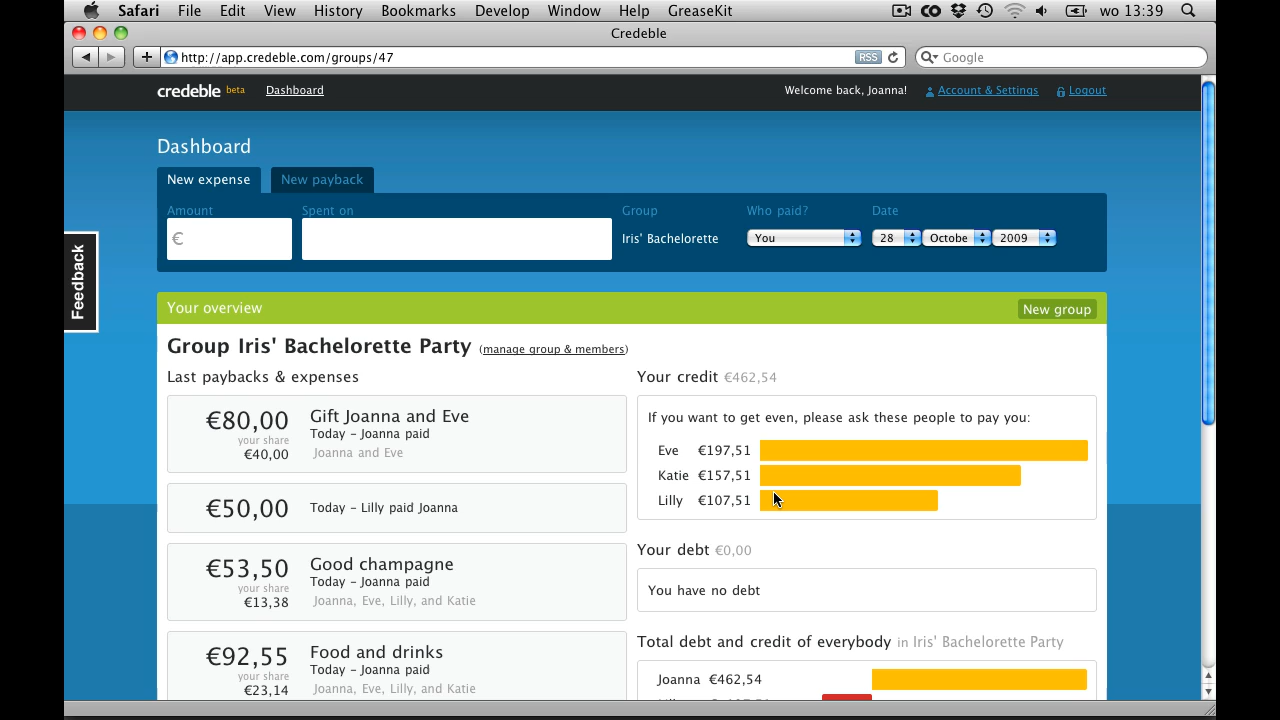 Safari File Edit View History Bookmarks Develop Window Help GreaseKit wo 13:39
Credeble
http://app.credeble.com/groups/47 RSS Google
credeble beta Dashboard Welcome back, Joanna! Account & Settings Logout
Dashboard
New expense New payback
Amount Spent on Group Who paid? Date
€ Iris' Bachelorette You 28 Octobe 2009
Feedback
Your overview New group
Group Iris' Bachelorette Party (manage group & members)
Last paybacks & expenses
€80,00 Gift Joanna and Eve
your share Today – Joanna paid
€40,00 Joanna and Eve
€50,00 Today – Lilly paid Joanna
€53,50 Good champagne
your share Today – Joanna paid
€13,38 Joanna, Eve, Lilly, and Katie
€92,55 Food and drinks
your share Today – Joanna paid
€23,14 Joanna, Eve, Lilly, and Katie
Your credit €462,54
If you want to get even, please ask these people to pay you:
Eve €197,51
Katie €157,51
Lilly €107,51
Your debt €0,00
You have no debt
Total debt and credit of everybody in Iris' Bachelorette Party
Joanna €462,54